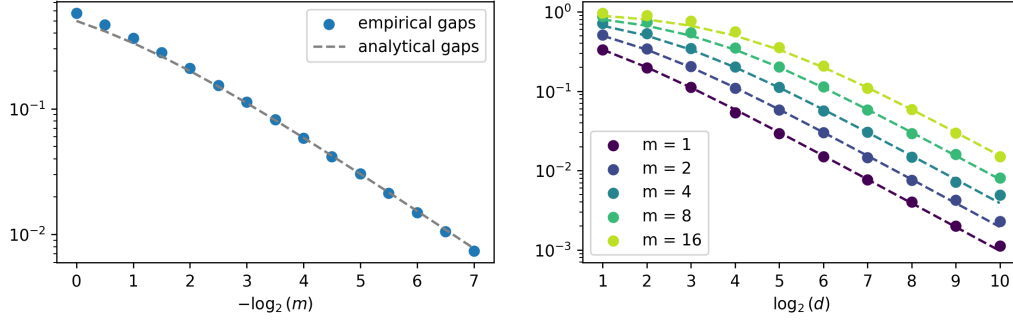 10⁻¹
10⁻²
empirical gaps
analytical gaps
0 1 2 3 4 5 6 7
−log₂(m)
10⁰
10⁻¹
10⁻²
10⁻³
m = 1
m = 2
m = 4
m = 8
m = 16
1 2 3 4 5 6 7 8 9 10
log₂(d)